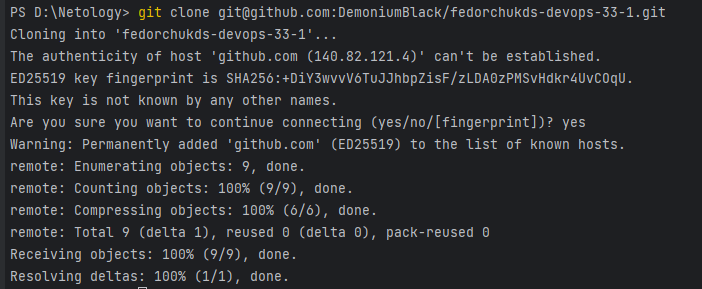 PS D:\Netology> git clone git@github.com:DemoniumBlack/fedorchukds-devops-33-1.git
Cloning into 'fedorchukds-devops-33-1'...
The authenticity of host 'github.com (140.82.121.4)' can't be established.
ED25519 key fingerprint is SHA256:+DiY3wvvV6TuJJhbpZisF/zLDA0zPMSvHdkr4UvCOqU.
This key is not known by any other names.
Are you sure you want to continue connecting (yes/no/[fingerprint])? yes
Warning: Permanently added 'github.com' (ED25519) to the list of known hosts.
remote: Enumerating objects: 9, done.
remote: Counting objects: 100% (9/9), done.
remote: Compressing objects: 100% (6/6), done.
remote: Total 9 (delta 1), reused 0 (delta 0), pack-reused 0
Receiving objects: 100% (9/9), done.
Resolving deltas: 100% (1/1), done.